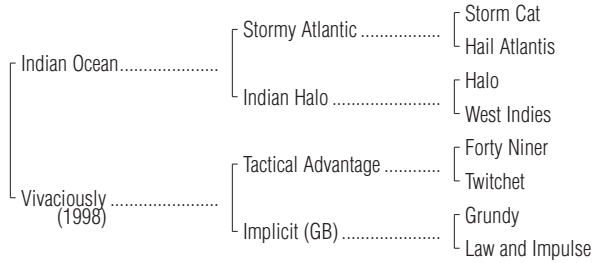 Storm Cat
Stormy Atlantic ..................
Hail Atlantis
Indian Ocean.......................
Halo
Indian Halo .........................
West Indies
Forty Niner
Tactical Advantage ............
Twitchet
Vivaciously .........................
(1998)
Grundy
Implicit (GB) .......................
Law and Impulse